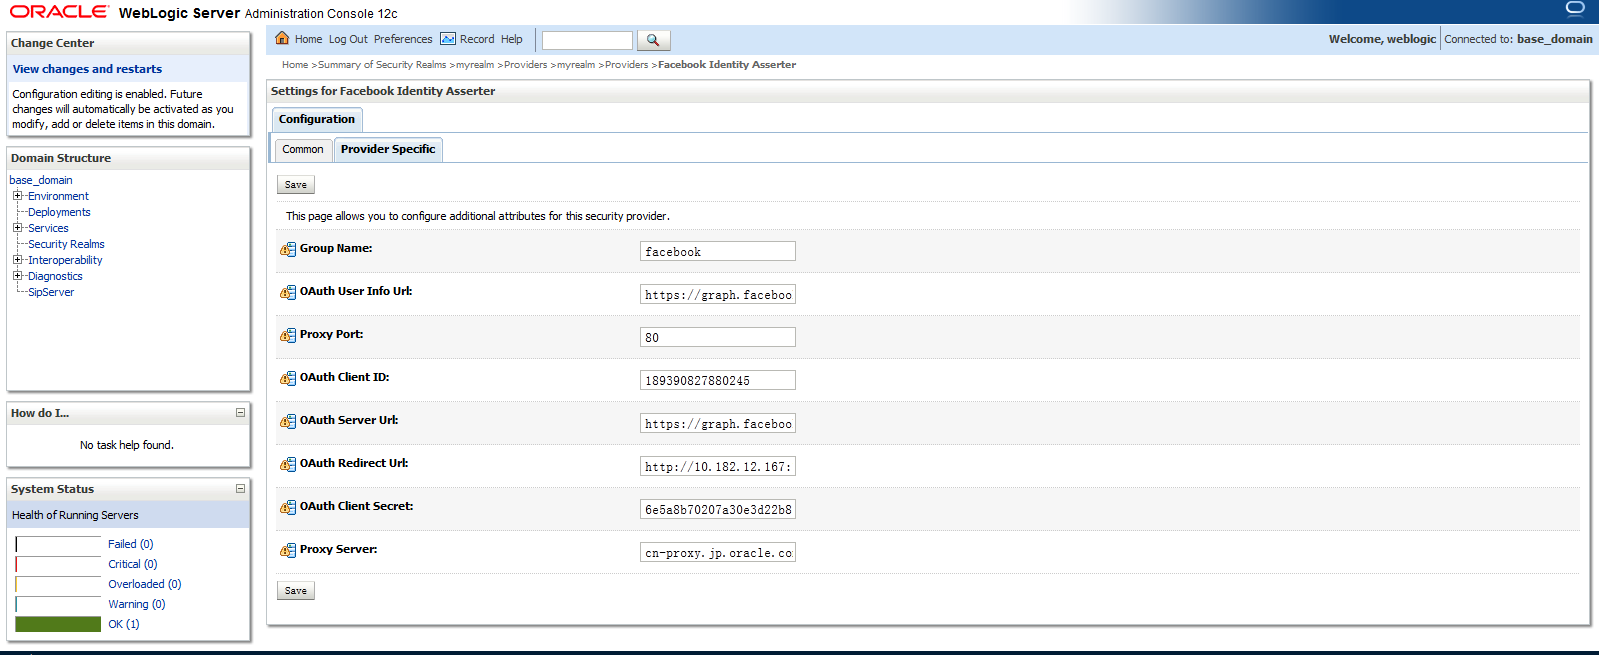 ORACLE WebLogic Server Administration Console 12c
Change Center
View changes and restarts
Configuration editing is enabled. Future
changes will automatically be activated as you
modify, add or delete items in this domain.
Domain Structure
base_domain
Environment
Deployments
Services
Security Realms
Interoperability
Diagnostics
SipServer
How do I...
No task help found.
System Status
Health of Running Servers
Failed (0)
Critical (0)
Overloaded (0)
Warning (0)
OK (1)
Home Log Out Preferences Record Help
Welcome, weblogic Connected to: base_domain
Home >Summary of Security Realms >myrealm >Providers >myrealm >Providers >Facebook Identity Asserter
Settings for Facebook Identity Asserter
Configuration
Common Provider Specific
Save
This page allows you to configure additional attributes for this security provider.
Group Name: facebook
OAuth User Info Url: https://graph.faceboo
Proxy Port: 80
OAuth Client ID: 189390827880245
OAuth Server Url: https://graph.faceboo
OAuth Redirect Url: http://10.182.12.167:
OAuth Client Secret: 6e5a8b70207a30e3d22b8
Proxy Server: cn-proxy.jp.oracle.co
Save